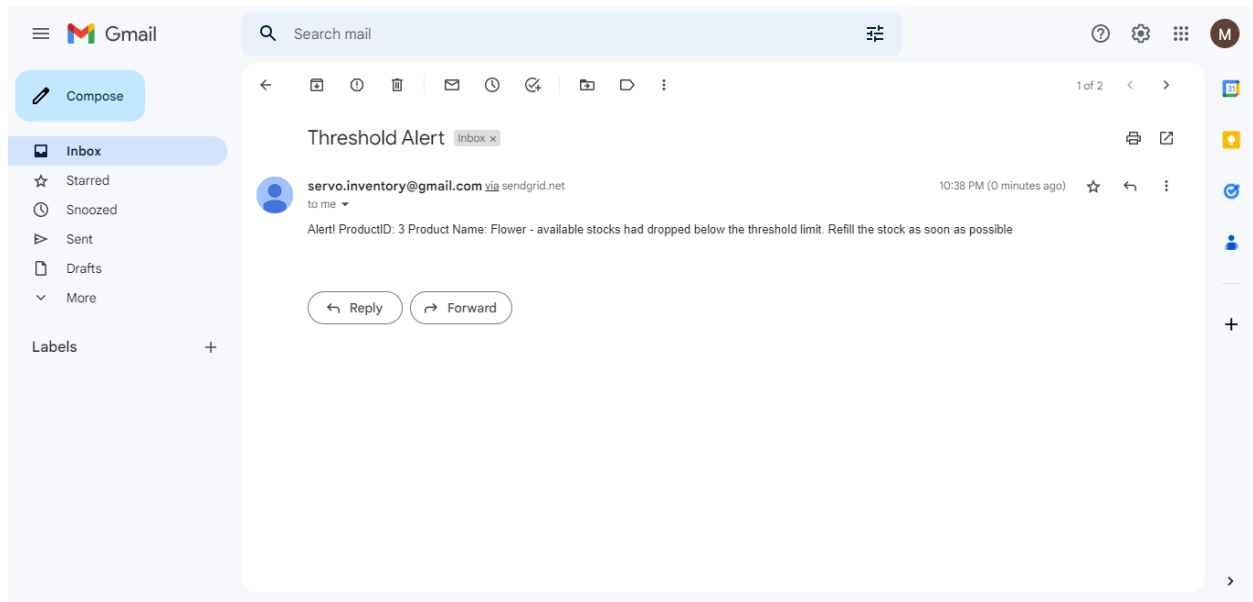 Gmail
Search mail
M
Compose
1 of 2
31
Threshold Alert Inbox ×
Inbox
servo.inventory@gmail.com via sendgrid.net 10:38 PM (0 minutes ago)
Starred
to me
Snoozed
Alert! ProductID: 3 Product Name: Flower - available stocks had dropped below the threshold limit. Refill the stock as soon as possible
Sent
Drafts
More
Reply Forward
Labels +